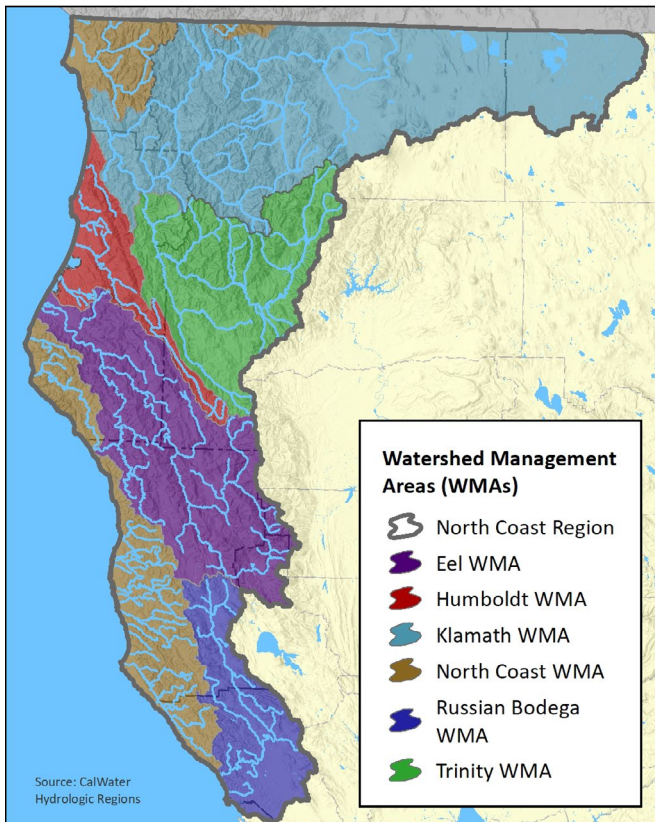 Watershed Management
Areas (WMAs)
North Coast Region
Eel WMA
Humboldt WMA
Klamath WMA
North Coast WMA
Russian Bodega
WMA
Trinity WMA
Source: CalWater
Hydrologic Regions